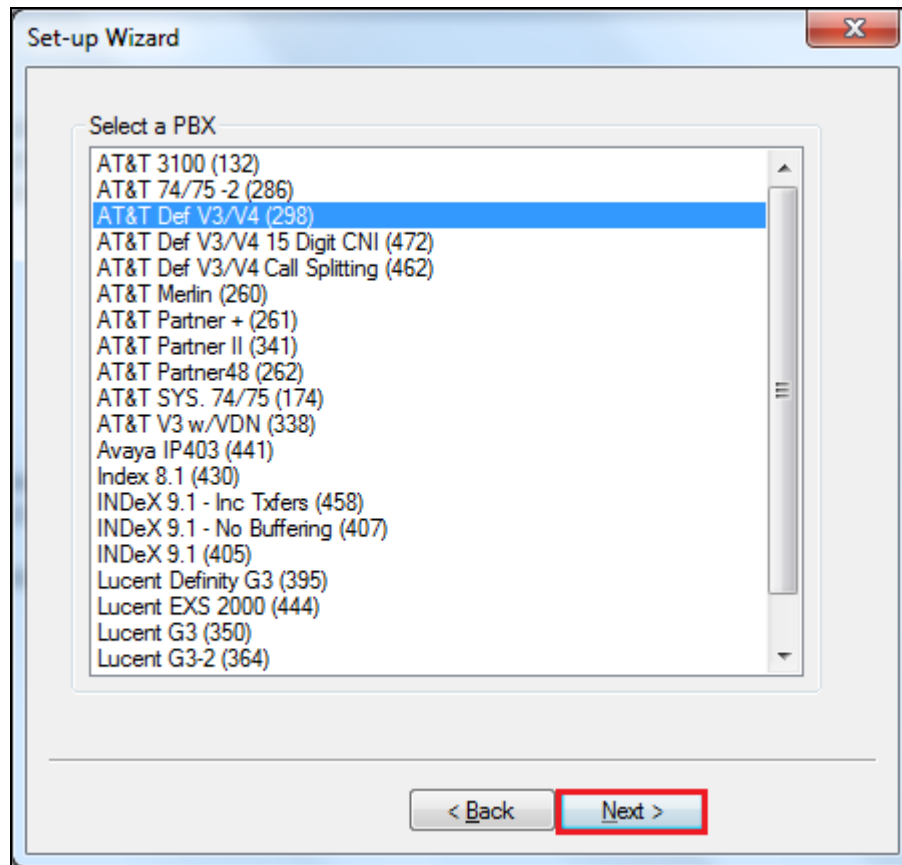 Set-up Wizard
Select a PBX
AT&T 3100 (132)
AT&T 74/75 -2 (286)
AT&T Def V3/V4 (298)
AT&T Def V3/V4 15 Digit CNI (472)
AT&T Def V3/V4 Call Splitting (462)
AT&T Merlin (260)
AT&T Partner + (261)
AT&T Partner II (341)
AT&T Partner48 (262)
AT&T SYS. 74/75 (174)
AT&T V3 w/VDN (338)
Avaya IP403 (441)
Index 8.1 (430)
INDeX 9.1 - Inc Txfers (458)
INDeX 9.1 - No Buffering (407)
INDeX 9.1 (405)
Lucent Definity G3 (395)
Lucent EXS 2000 (444)
Lucent G3 (350)
Lucent G3-2 (364)
< Back Next >